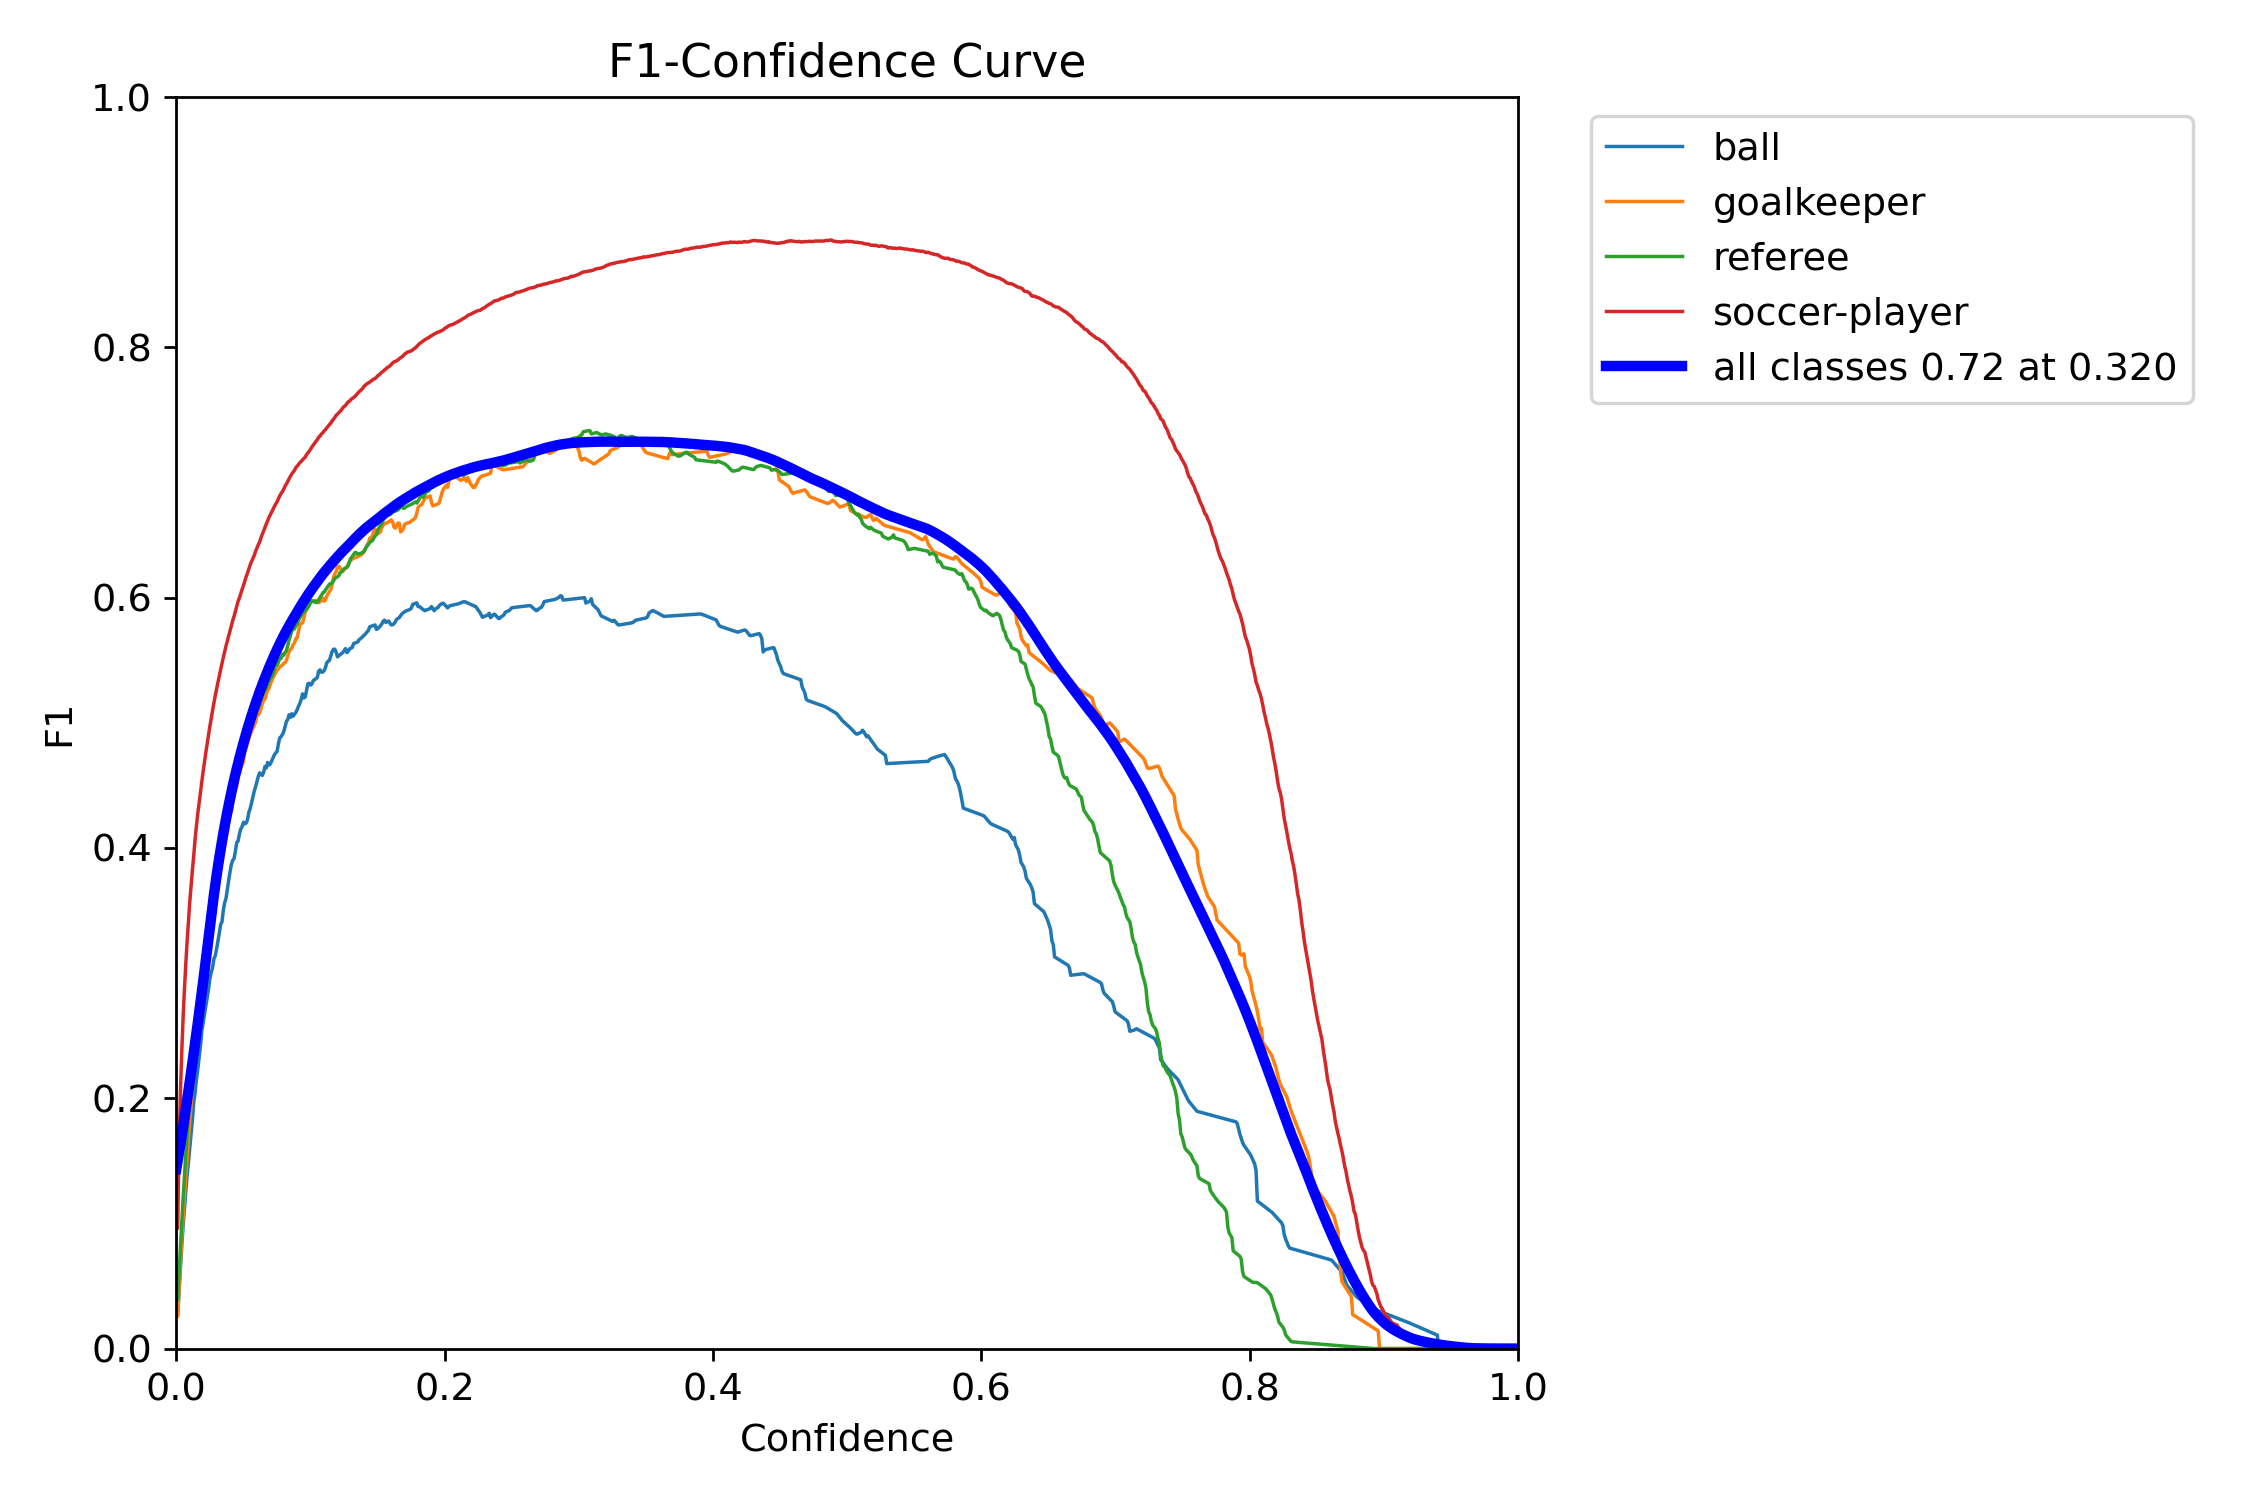 F1-Confidence Curve
1.0
0.8
0.6
0.4
0.2
0.0
F1
0.0 0.2 0.4 0.6 0.8 1.0
Confidence
ball
goalkeeper
referee
soccer-player
all classes 0.72 at 0.320